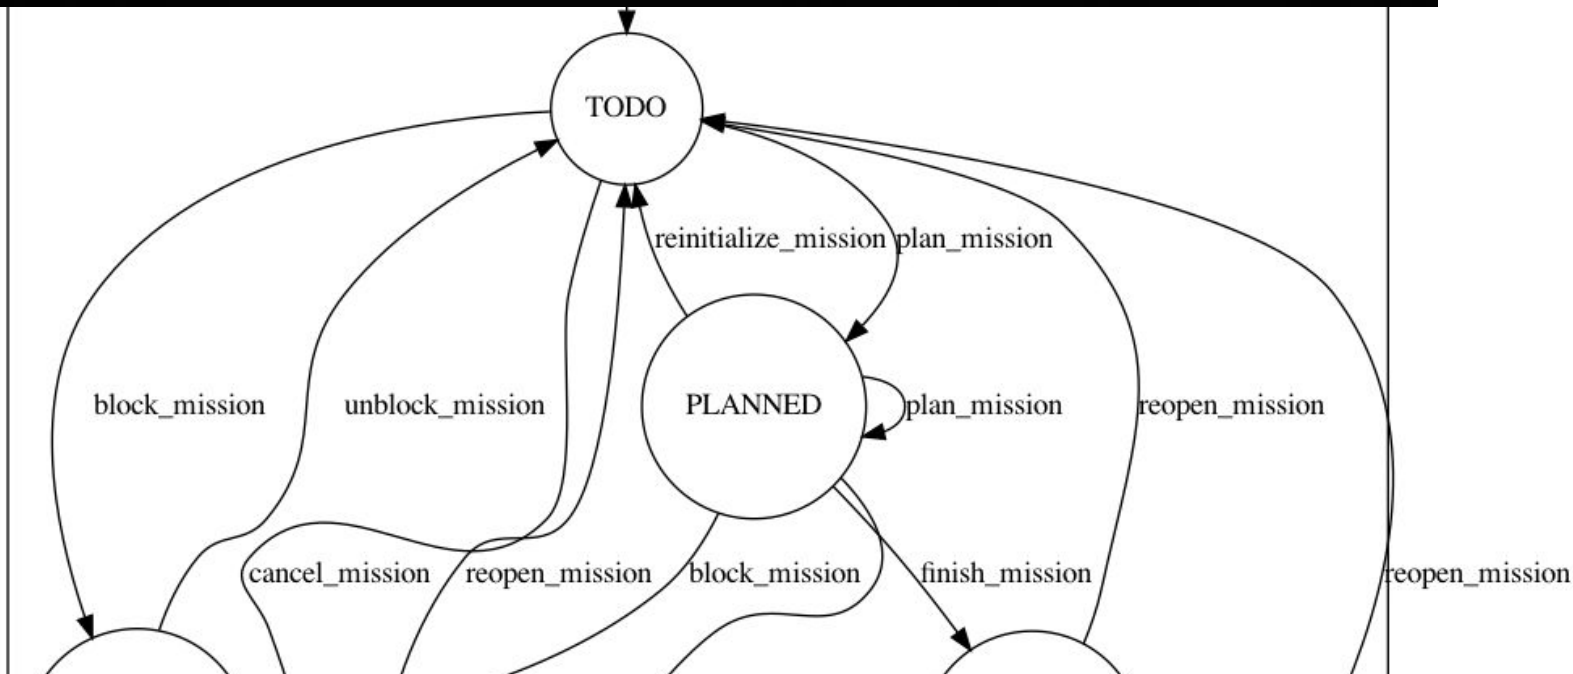 TODO
reinitialize_mission
plan_mission
block_mission
unblock_mission
PLANNED
plan_mission
reopen_mission
cancel_mission
reopen_mission
block_mission
finish_mission
reopen_mission